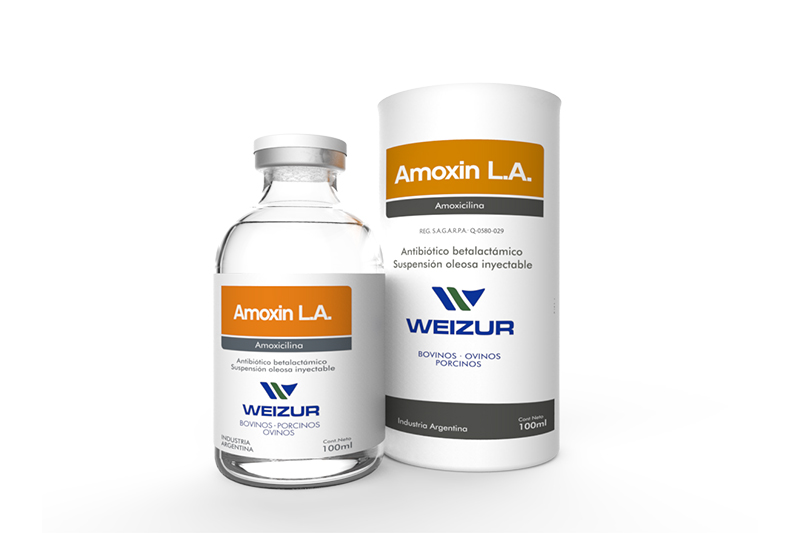 Amoxin L.A.
Amoxicilina
Antibiótico betalactámico
Suspensión oleosa inyectable
WEIZUR
BOVINOS · PORCINOS
OVINOS
INDUSTRIA
ARGENTINA
Cont Neto
100ml
Amoxin L.A.
Amoxicilina
REG. S.A.G.A.R.P.A. · Q-0580-029
Antibiótico betalactámico
Suspensión oleosa inyectable
WEIZUR
BOVINOS · OVINOS
PORCINOS
Industria Argentina
Cont Neto
100ml